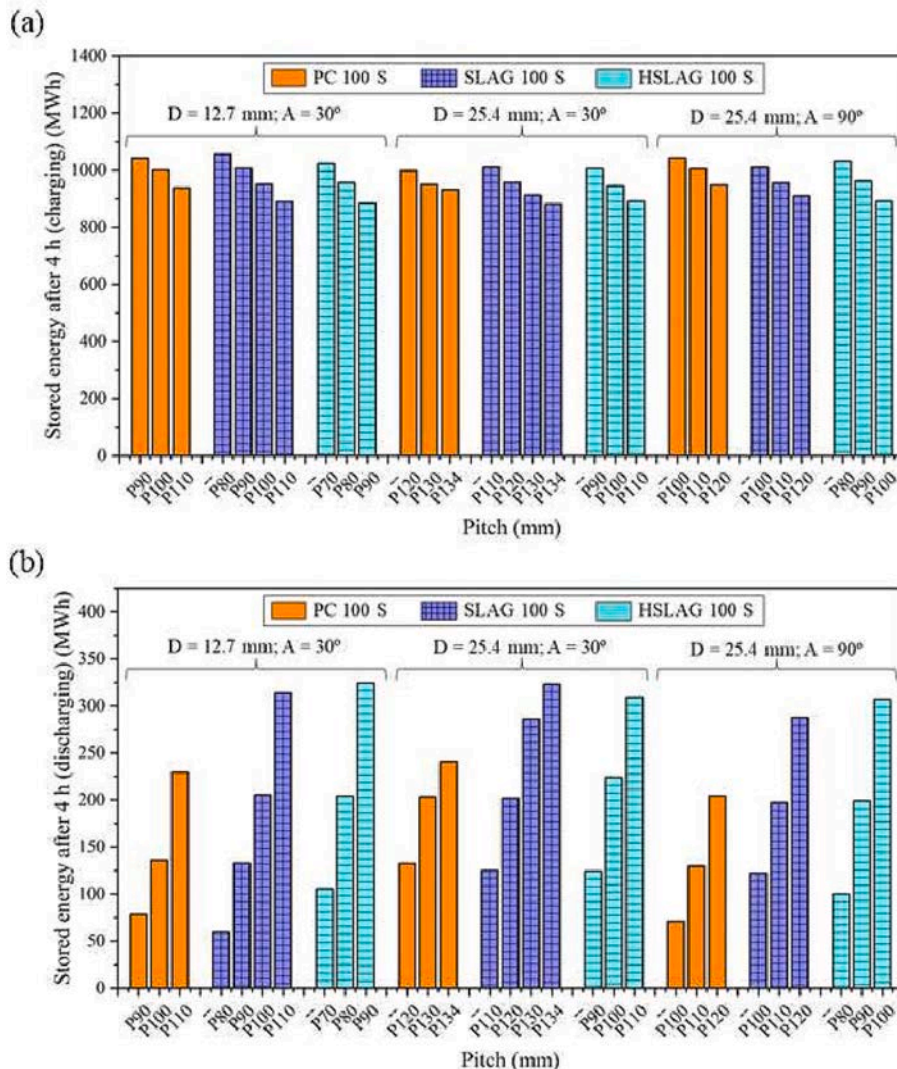 (a)
1400
1200
1000
800
600
400
200
0
Stored energy after 4 h (charging) (MWh)
PC 100 S SLAG 100 S HSLAG 100 S
D = 12.7 mm; A = 30º D = 25.4 mm; A = 30º D = 25.4 mm; A = 90º
P90 P100 P110 - P80 P90 P100 P110 - P70 P80 P90 - P120 P130 P134 - P110 P120 P130 P134 - P90 P100 P110 - P100 P110 P120 - P100 P110 P120 - P80 P90 P100
Pitch (mm)
(b)
400
350
300
250
200
150
100
50
0
Stored energy after 4 h (discharging) (MWh)
PC 100 S SLAG 100 S HSLAG 100 S
D = 12.7 mm; A = 30º D = 25.4 mm; A = 30º D = 25.4 mm; A = 90º
P90 P100 P110 - P80 P90 P100 P110 - P70 P80 P90 - P120 P130 P134 - P110 P120 P130 P134 - P90 P100 P110 - P100 P110 P120 - P100 P110 P120 - P80 P90 P100
Pitch (mm)